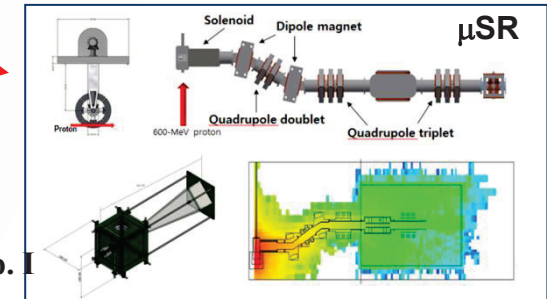 μSR
Solenoid
Dipole magnet
Proton
600-MeV proton
Quadrupole doublet
Quadrupole triplet
. I